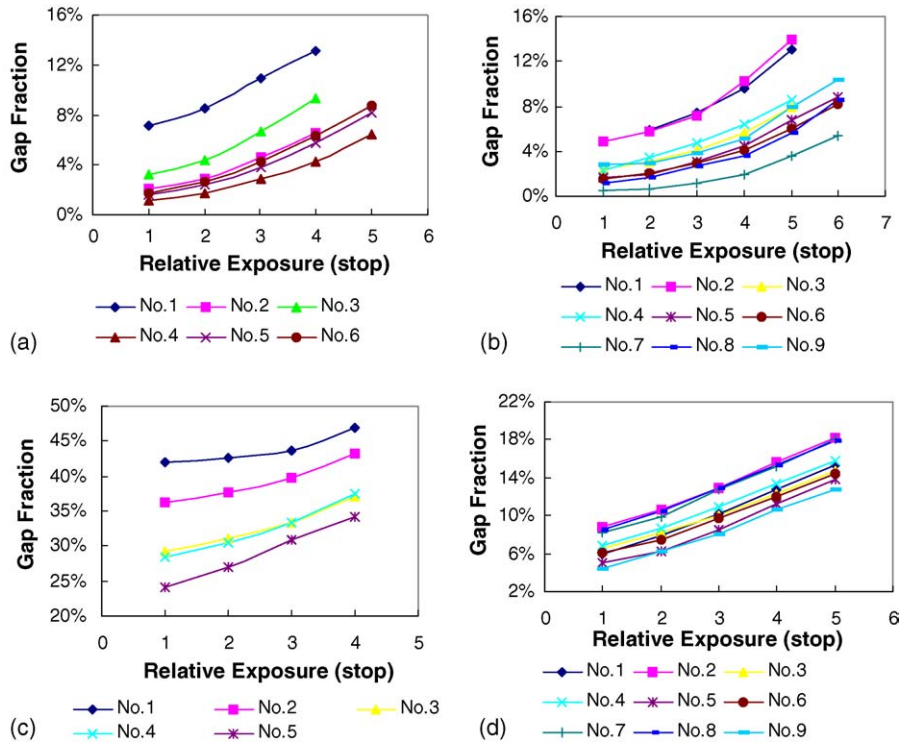 16%
12%
8%
4%
0%
Gap Fraction
0 1 2 3 4 5 6
Relative Exposure (stop)
No.1 No.2 No.3
No.4 No.5 No.6
(a)
16%
12%
8%
4%
0%
Gap Fraction
0 1 2 3 4 5 6 7
Relative Exposure (stop)
No.1 No.2 No.3
No.4 No.5 No.6
No.7 No.8 No.9
(b)
50%
45%
40%
35%
30%
25%
20%
Gap Fraction
0 1 2 3 4 5
Relative Exposure (stop)
No.1 No.2 No.3
No.4 No.5
(c)
22%
18%
14%
10%
6%
2%
Gap Fraction
0 1 2 3 4 5 6
Relative Exposure (stop)
No.1 No.2 No.3
No.4 No.5 No.6
No.7 No.8 No.9
(d)